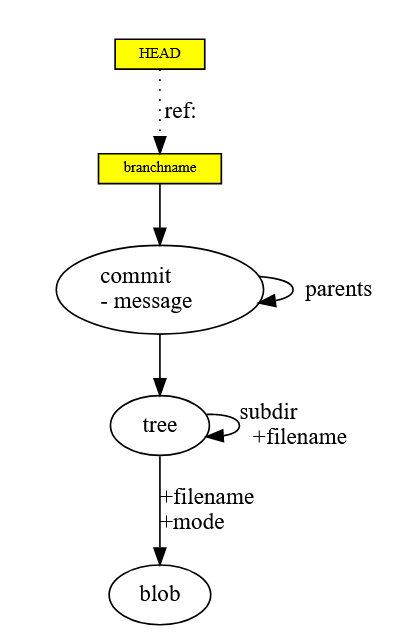 HEAD
ref:
branchname
commit
- message
parents
tree
subdir
+filename
+filename
+mode
blob